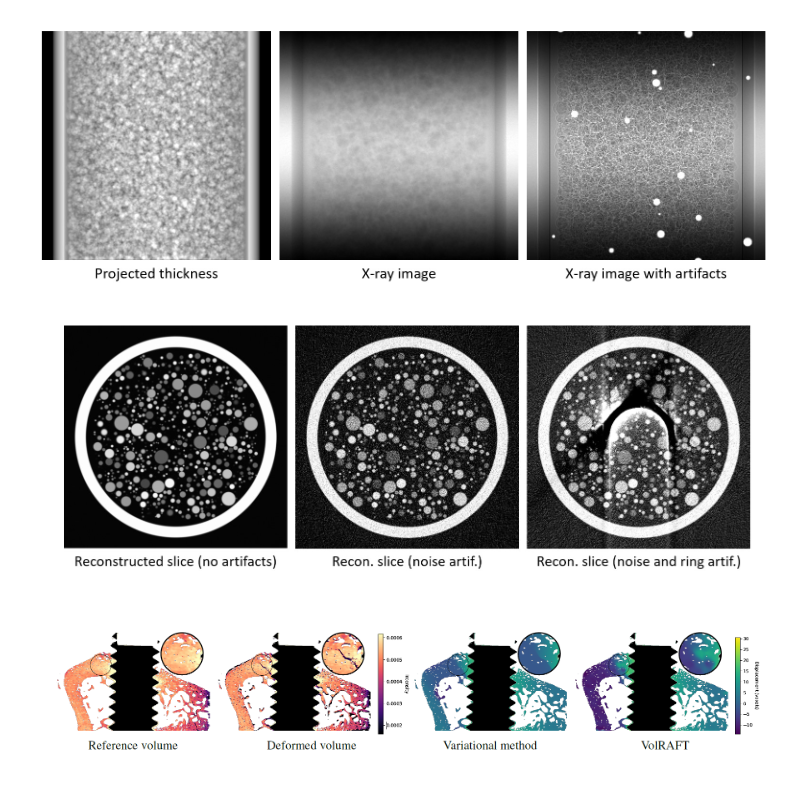 Projected thickness
X-ray image
X-ray image with artifacts
Reconstructed slice (no artifacts)
Recon. slice (noise artif.)
Recon. slice (noise and ring artif.)
0.0006
0.0005
0.0004
0.0003
0.0002
30
25
20
15
10
5
0
−5
−10
Reference volume
Deformed volume
Variational method
VolRAFT